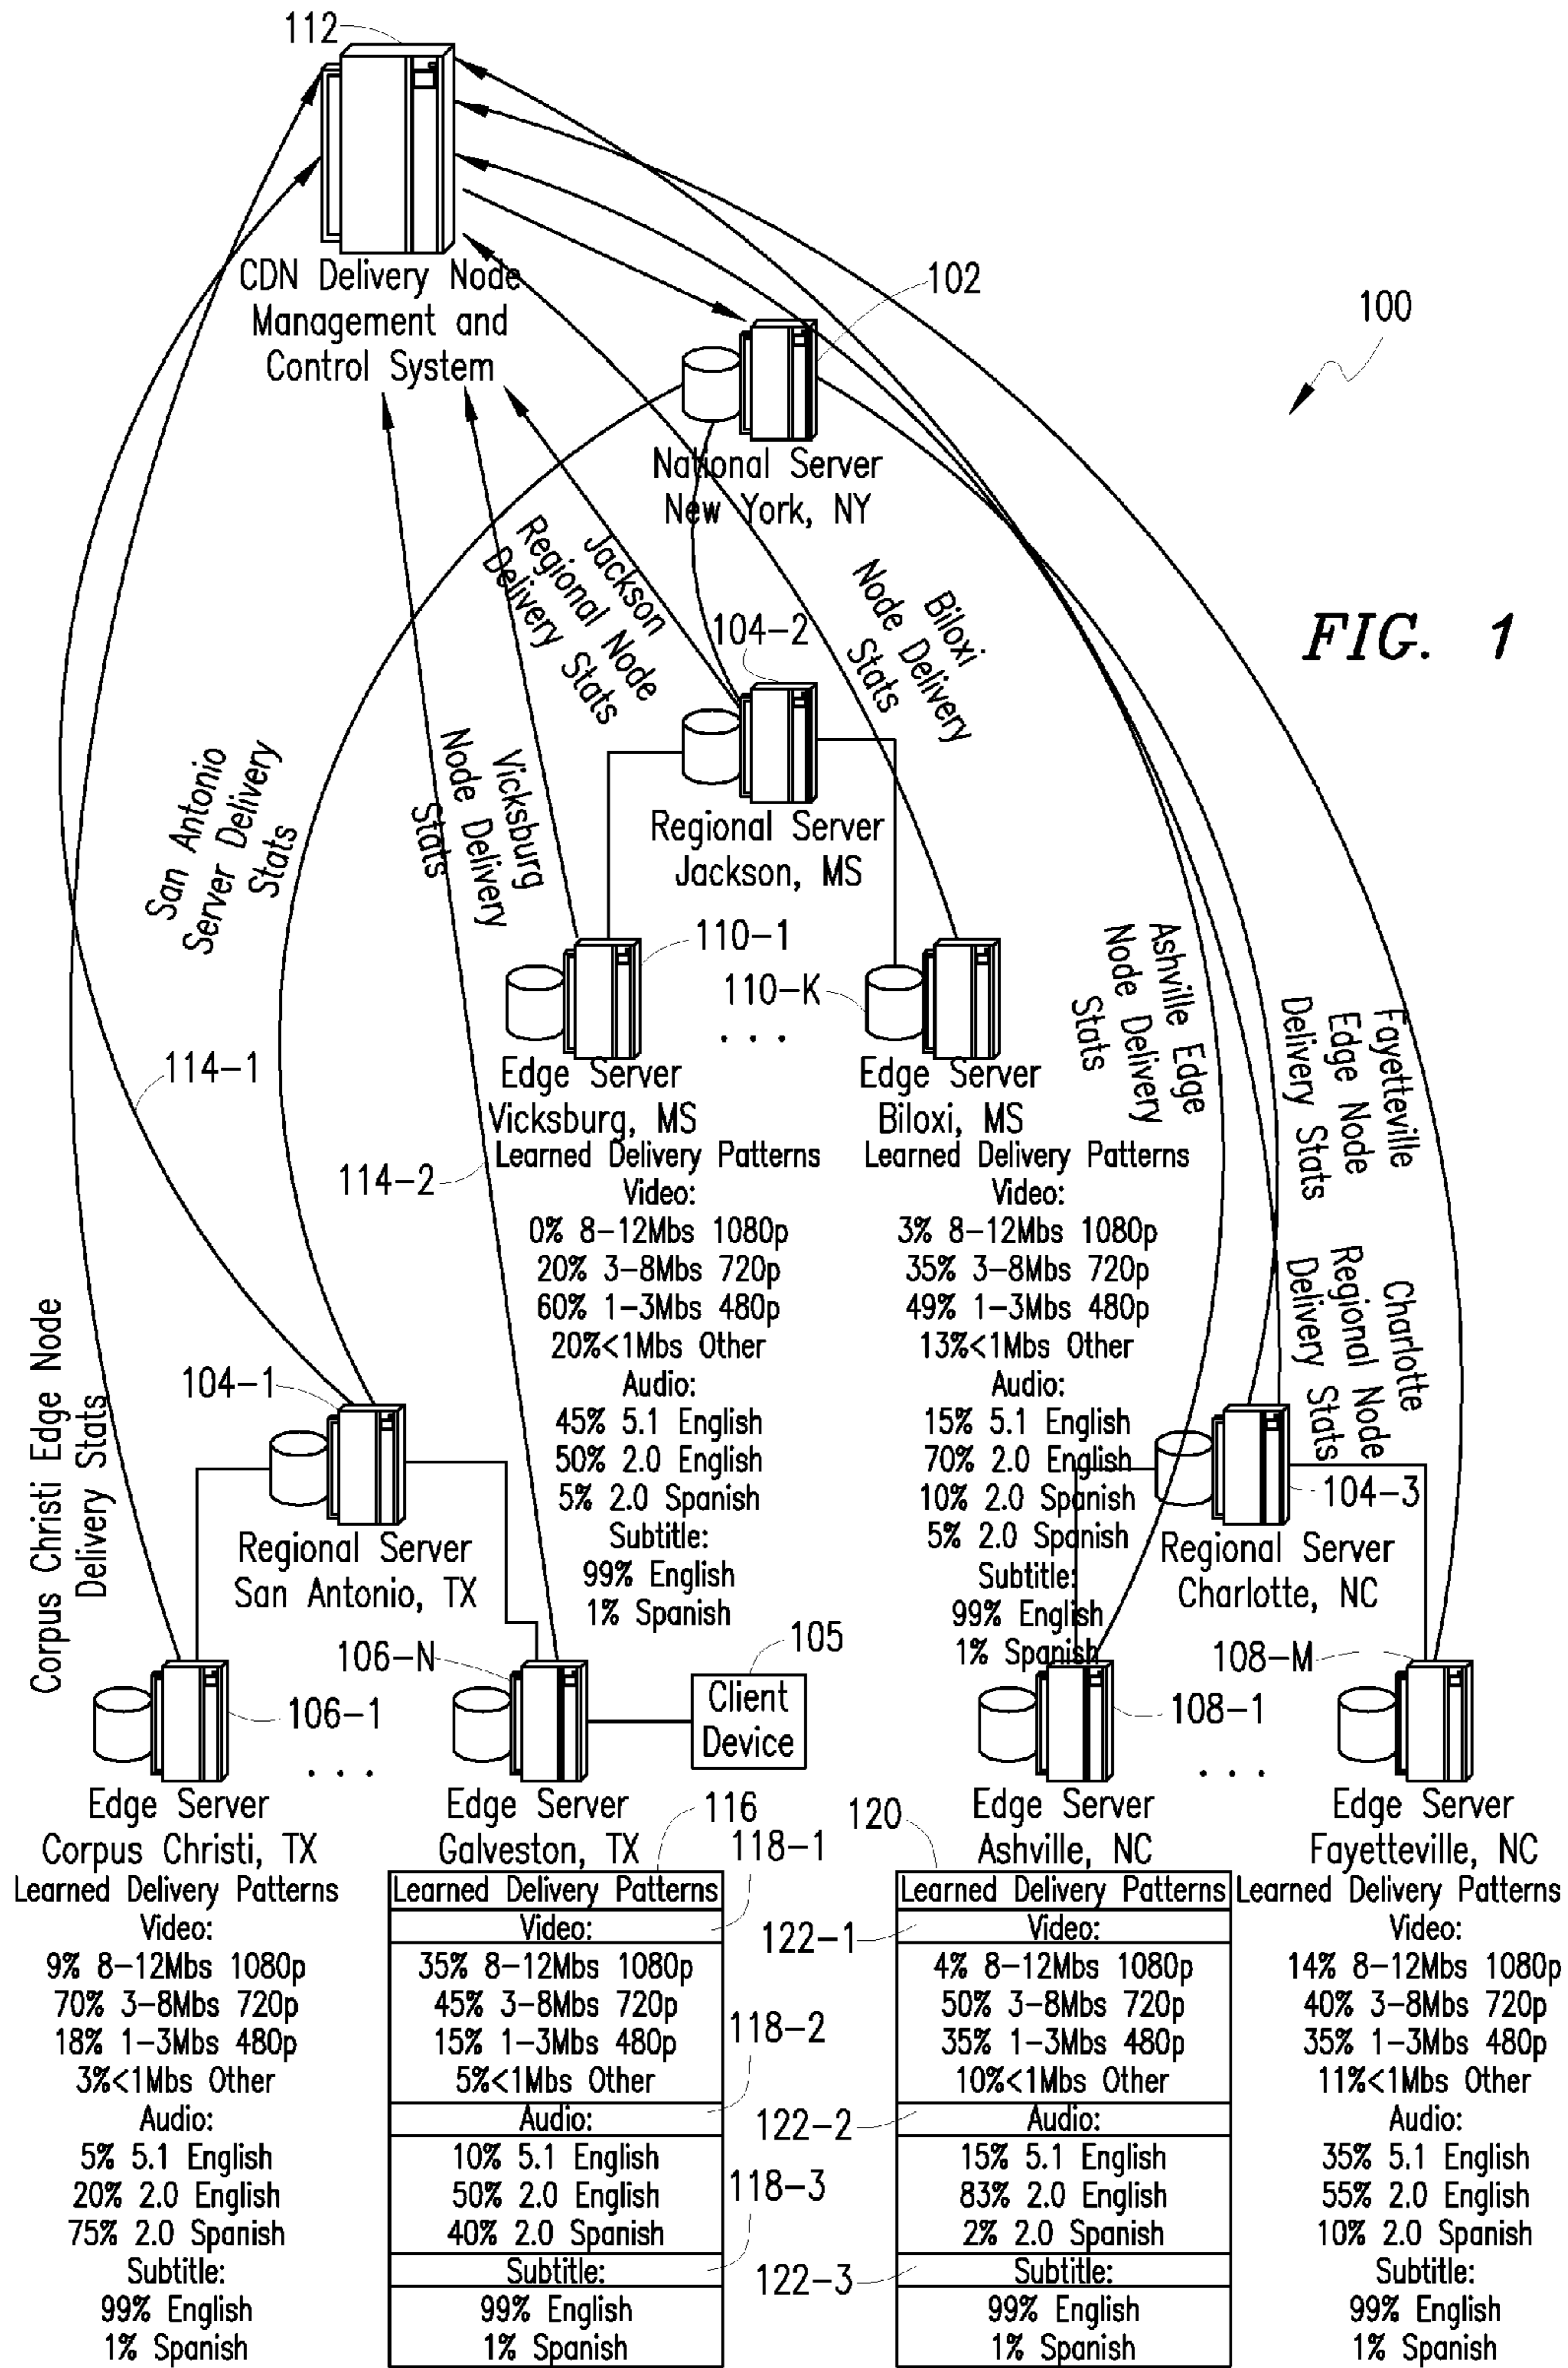 112
CDN Delivery Node
Management and
Control System
102
100
National Server
New York, NY
FIG. 1
Jackson
Regional Node
Delivery Stats
104-2
Biloxi
Node Delivery
Stats
San Antonio
Server Delivery
Stats
Vicksburg
Node Delivery
Stats
Regional Server
Jackson, MS
110-1
110-K
. . .
Edge Server
Vicksburg, MS
Learned Delivery Patterns
Video:
0% 8-12Mbs 1080p
20% 3-8Mbs 720p
60% 1-3Mbs 480p
20%<1Mbs Other
Audio:
45% 5.1 English
50% 2.0 English
5% 2.0 Spanish
Subtitle:
99% English
1% Spanish
Edge Server
Biloxi, MS
Learned Delivery Patterns
Video:
3% 8-12Mbs 1080p
35% 3-8Mbs 720p
49% 1-3Mbs 480p
13%<1Mbs Other
Audio:
15% 5.1 English
70% 2.0 English
10% 2.0 Spanish
5% 2.0 Spanish
Subtitle:
99% English
1% Spanish
Ashville Edge
Node Delivery
Stats
Fayetteville
Edge Node
Delivery Stats
Charlotte
Regional Node
Delivery Stats
114-1
114-2
Corpus Christi Edge Node
Delivery Stats
104-1
Regional Server
San Antonio, TX
104-3
Regional Server
Charlotte, NC
106-1
106-N
105
Client
Device
108-1
108-M
. . .
. . .
Edge Server
Corpus Christi, TX
Learned Delivery Patterns
Video:
9% 8-12Mbs 1080p
70% 3-8Mbs 720p
18% 1-3Mbs 480p
3%<1Mbs Other
Audio:
5% 5.1 English
20% 2.0 English
75% 2.0 Spanish
Subtitle:
99% English
1% Spanish
Edge Server
Galveston, TX
116
118-1
118-2
118-3
Learned Delivery Patterns
Video:
35% 8-12Mbs 1080p
45% 3-8Mbs 720p
15% 1-3Mbs 480p
5%<1Mbs Other
Audio:
10% 5.1 English
50% 2.0 English
40% 2.0 Spanish
Subtitle:
99% English
1% Spanish
120
122-1
122-2
122-3
Edge Server
Ashville, NC
Learned Delivery Patterns
Video:
4% 8-12Mbs 1080p
50% 3-8Mbs 720p
35% 1-3Mbs 480p
10%<1Mbs Other
Audio:
15% 5.1 English
83% 2.0 English
2% 2.0 Spanish
Subtitle:
99% English
1% Spanish
Edge Server
Fayetteville, NC
Learned Delivery Patterns
Video:
14% 8-12Mbs 1080p
40% 3-8Mbs 720p
35% 1-3Mbs 480p
11%<1Mbs Other
Audio:
35% 5.1 English
55% 2.0 English
10% 2.0 Spanish
Subtitle:
99% English
1% Spanish